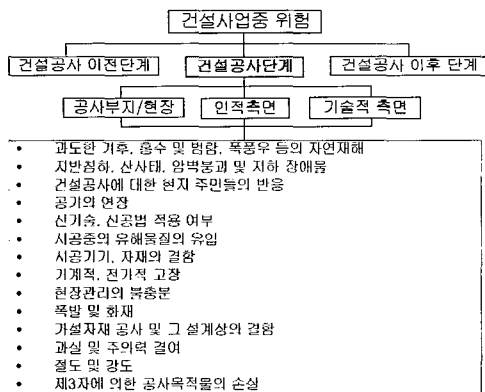 건설사업중 위험
건설공사 이전단계 건설공사단계 건설공사 이후 단계
공사부지/현장 인적측면 기술적 측면
• 과도한 기후, 홍수 및 범람, 폭풍우 등의 자연재해
• 지반침하, 산사태, 암벽붕괴 및 지하 장애물
• 건설공사에 대한 현지 주민들의 반응
• 공기의 연장
• 신기술, 신공법 적용 여부
• 시공중의 유해물질의 유입
• 시공기기, 자재의 결함
• 기계적, 전기적 고장
• 현장관리의 불충분
• 폭발 및 화재
• 가설자재 공사 및 그 설계상의 결함
• 과실 및 주의력 결여
• 절도 및 강도
• 제3자에 의한 공사목적물의 손실